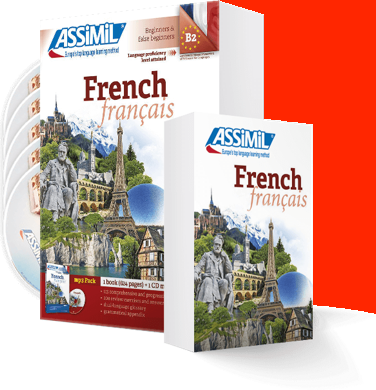 ASSiMiL
Europe's top language learning method
Beginners &
false beginners
Language proficiency
level attained
B2
French
français
mp3 Pack
1 book (624 pages) + 1 CD m
French
ASSiMiL
Europe's top language learning method
French
français